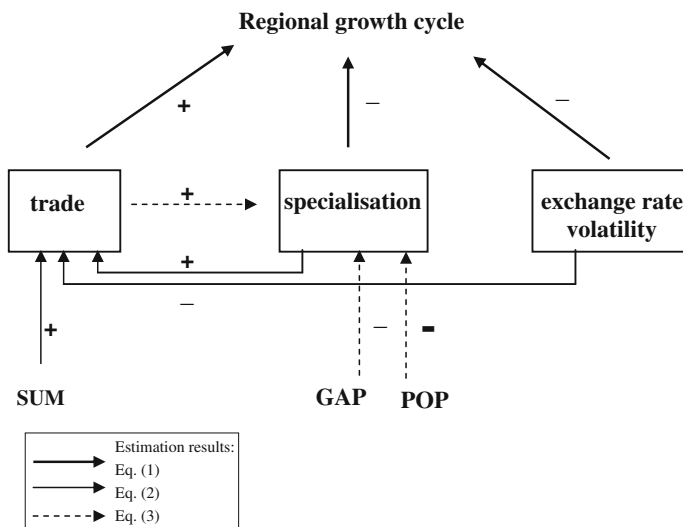 Regional growth cycle
+
–
–
trade
+
specialisation
exchange rate
volatility
+
–
+
–
-
SUM
GAP
POP
Estimation results:
Eq. (1)
Eq. (2)
Eq. (3)